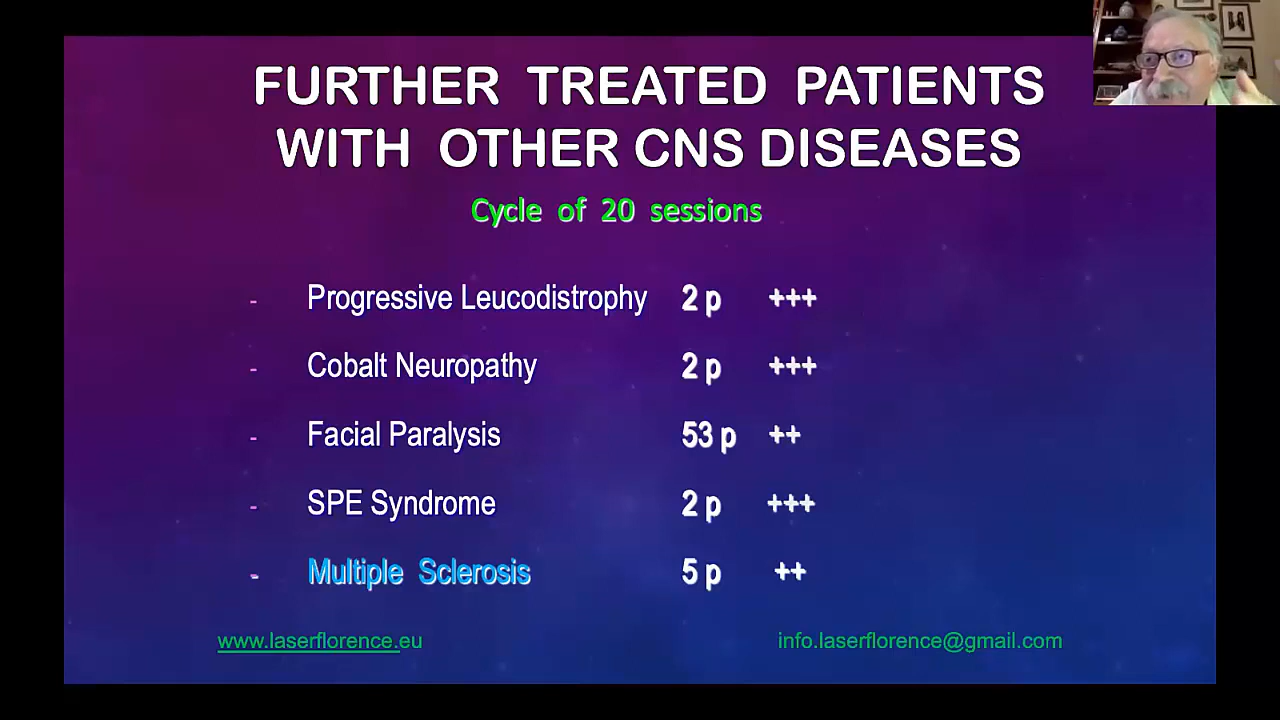 FURTHER TREATED PATIENTS
WITH OTHER CNS DISEASES
Cycle of 20 sessions
- Progressive Leucodistrophy 2 p +++
- Cobalt Neuropathy 2 p +++
- Facial Paralysis 53 p ++
- SPE Syndrome 2 p +++
- Multiple Sclerosis 5 p ++
www.laserflorence.eu info.laserflorence@gmail.com